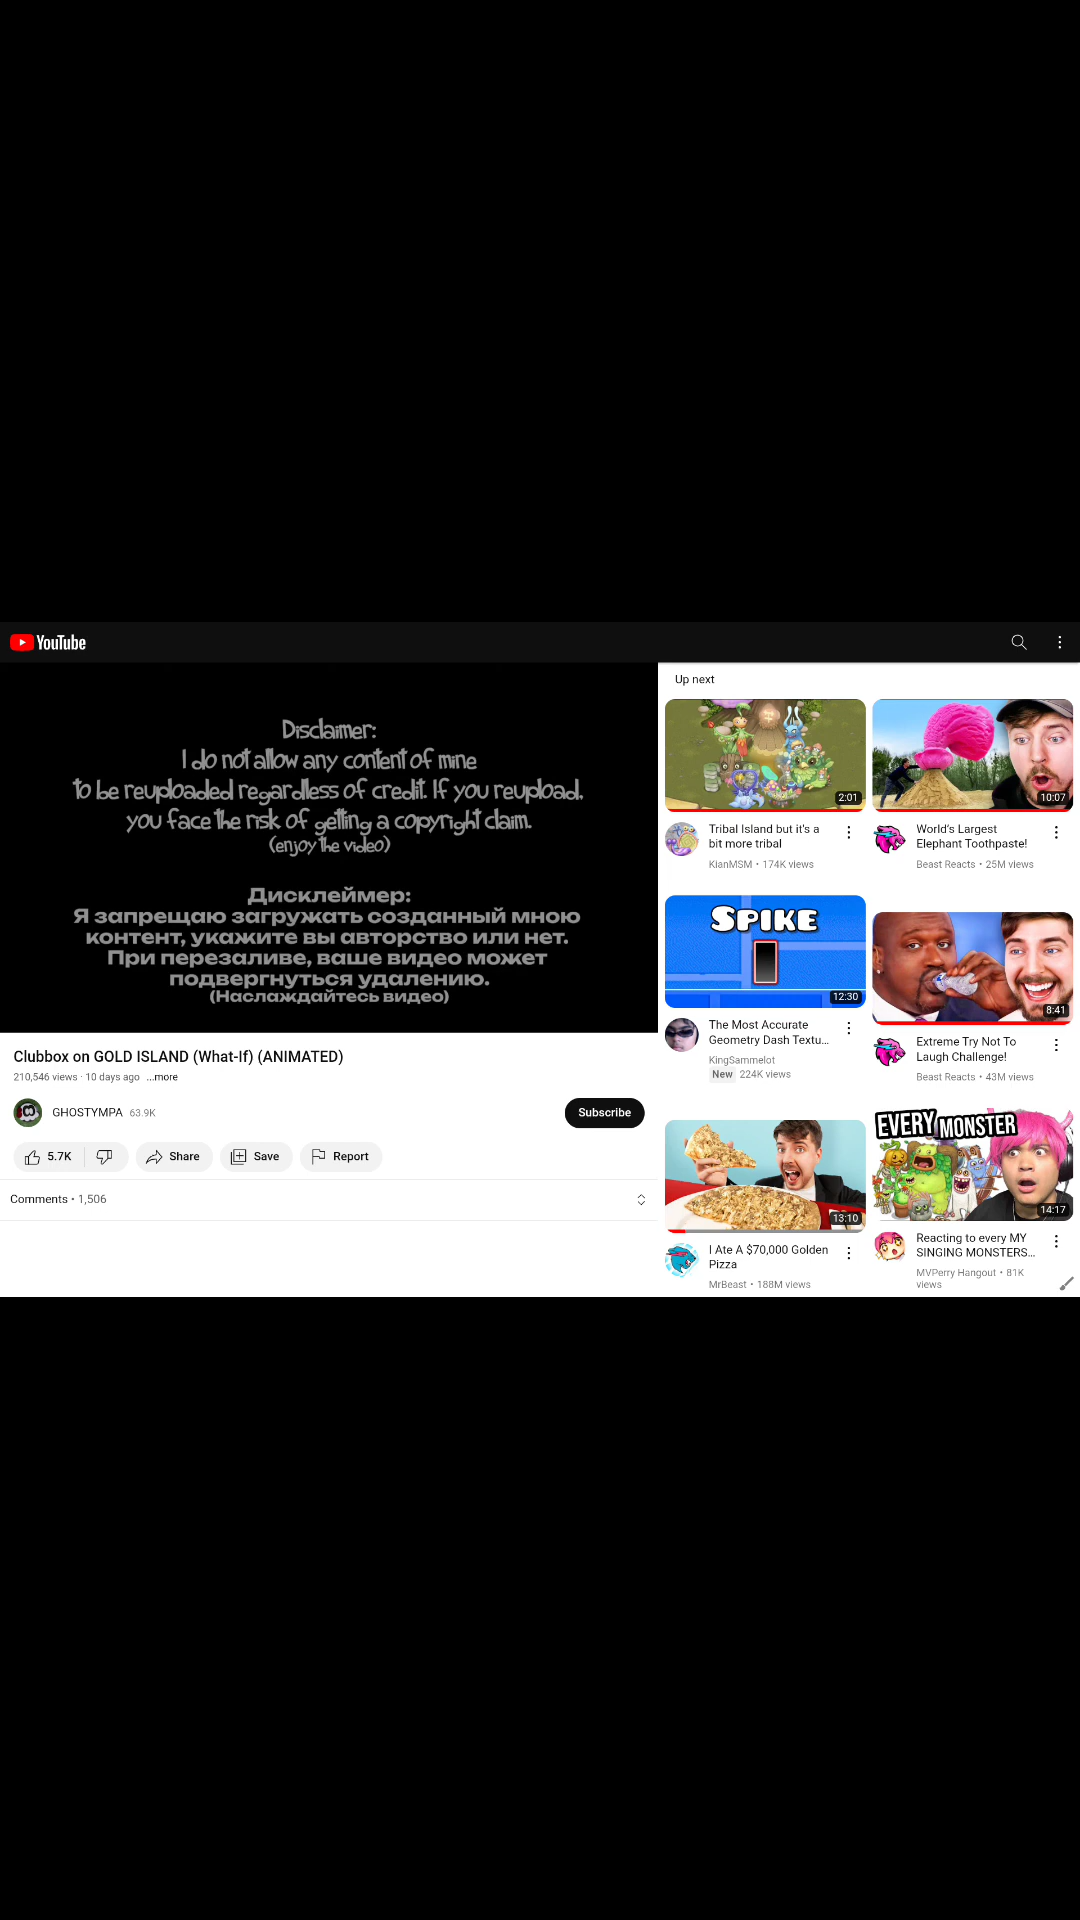 YouTube
Disclaimer:
I do not allow any content of mine
to be reuploaded regardless of credit. If you reupload,
you face the risk of getting a copyright claim.
(enjoy the video)
Дисклеймер:
Я запрещаю загружать созданный мною
контент, укажите вы авторство или нет.
При перезаливе, ваше видео может
подвергнуться удалению.
(Наслаждайтесь видео)
Clubbox on GOLD ISLAND (What-If) (ANIMATED)
210,546 views · 10 days ago ...more
GHOSTYMPA 63.9K
Subscribe
5.7K
Share
Save
Report
Comments • 1,506
Up next
2:01
Tribal Island but it's a
bit more tribal
KianMSM • 174K views
10:07
World's Largest
Elephant Toothpaste!
Beast Reacts • 25M views
SPIKE
12:30
The Most Accurate
Geometry Dash Textu...
KingSammelot
New 224K views
8:41
Extreme Try Not To
Laugh Challenge!
Beast Reacts • 43M views
13:10
I Ate A $70,000 Golden
Pizza
MrBeast • 188M views
EVERY MONSTER
14:17
Reacting to every MY
SINGING MONSTERS...
MVPerry Hangout • 81K
views